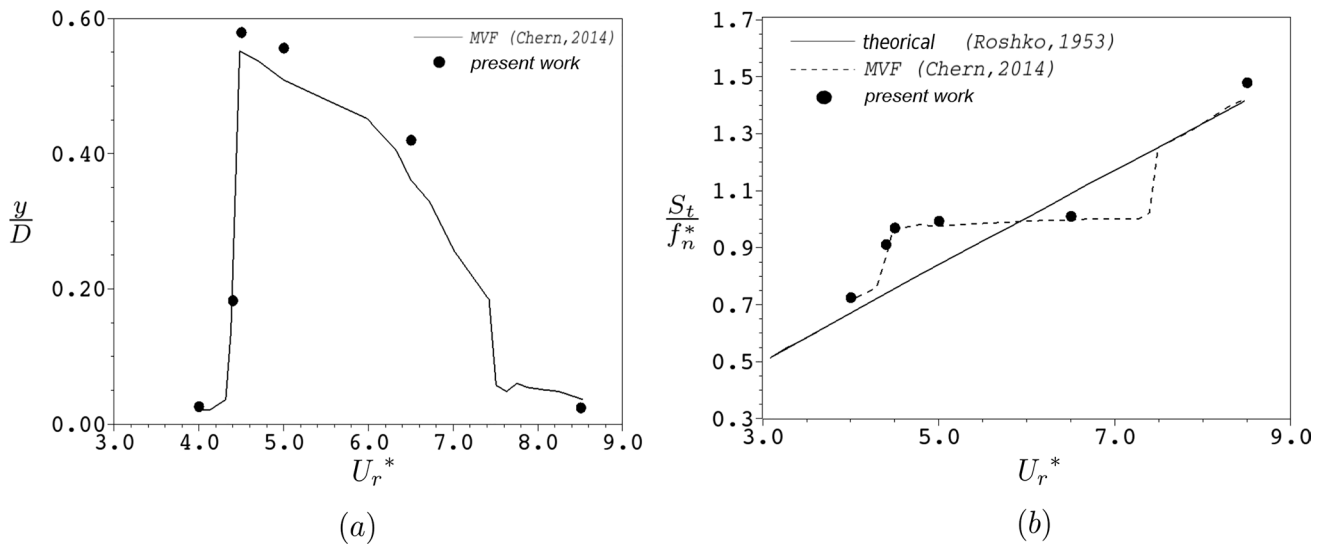 0.60
0.40
0.20
0.00
3.0 4.0 5.0 6.0 7.0 8.0 9.0
y/D
U_r*
MVF (Chern,2014)
present work
(a)
1.7
1.5
1.3
1.1
0.9
0.7
0.5
0.3
3.0 5.0 7.0 9.0
S_t/f_n*
U_r*
theorical (Roshko,1953)
MVF (Chern,2014)
present work
(b)